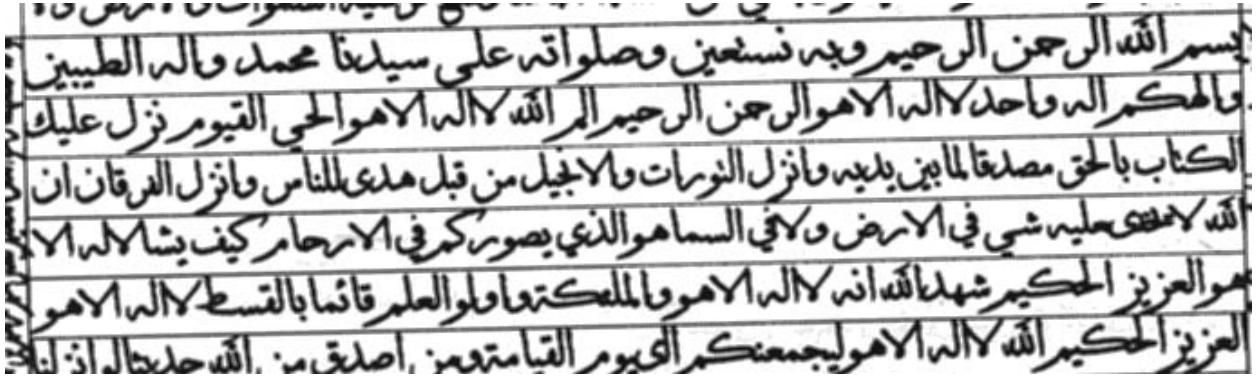 بسم الله الرحمن الرحيم وبه نستعين وصلواته على سيدنا محمد واله الطيبين
والهكم اله واحد لا اله الا هو الرحمن الرحيم الم الله لا اله الا هو الحي القيوم نزل عليك
الكتاب بالحق مصدقا لما بين يديه وانزل التورات والانجيل من قبل هدى للناس وانزل الفرقان ان
الله لا عليه شي في الارض ولا في السما هو الذي يصوركم في الارحام كيف يشا لا اله الا
هو العزيز الحكيم شهد الله انه لا اله الا هو والملئكة واولو العلم قائما بالقسط لا اله الا هو
العزيز الحكيم الله لا اله الا هو ليجمعنكم الى يوم القيامة ومن اصدق من الله حديثا